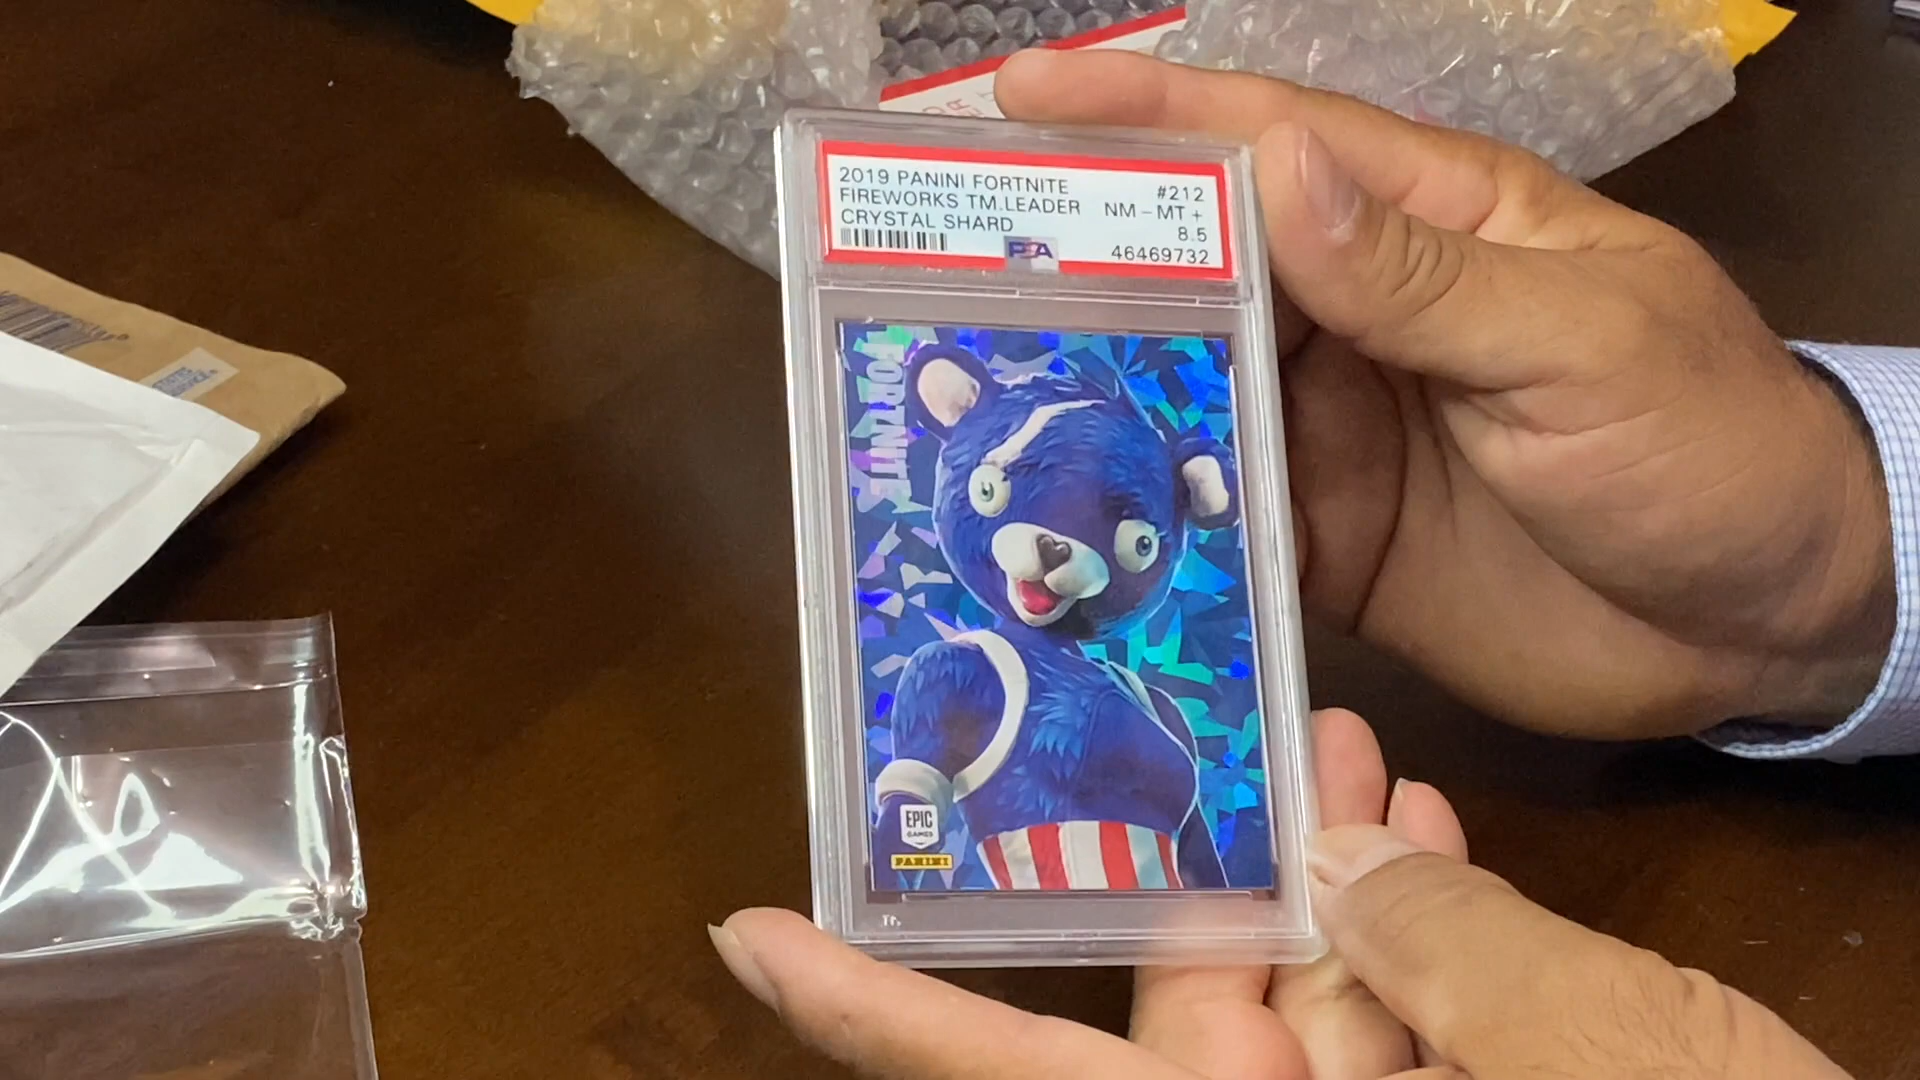 2019 PANINI FORTNITE
FIREWORKS TM.LEADER
CRYSTAL SHARD
#212
NM - MT +
8.5
46469732
PSA
FORTNITE
EPIC
GAMES
PANINI